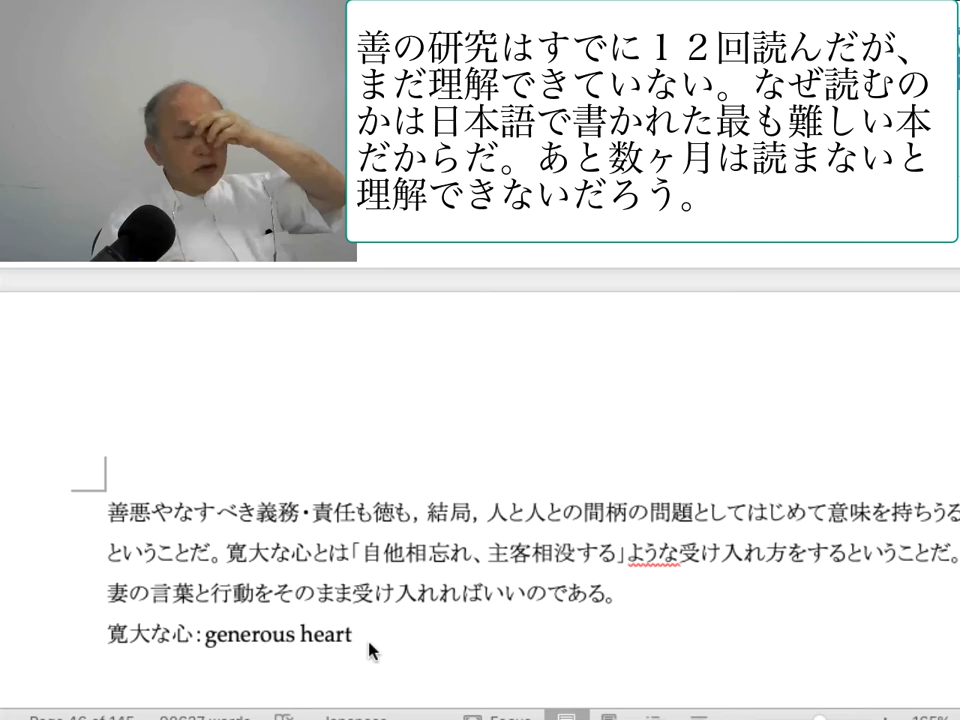 善の研究はすでに１２回読んだが、
まだ理解できていない。なぜ読むの
かは日本語で書かれた最も難しい本
だからだ。あと数ヶ月は読まないと
理解できないだろう。
善悪やなすべき義務・責任も徳も，結局，人と人との間柄の問題としてはじめて意味を持ちうる
ということだ。寛大な心とは「自他相忘れ、主客相没する」ような受け入れ方をするということだ。
妻の言葉と行動をそのまま受け入れればいいのである。
寛大な心：generous heart